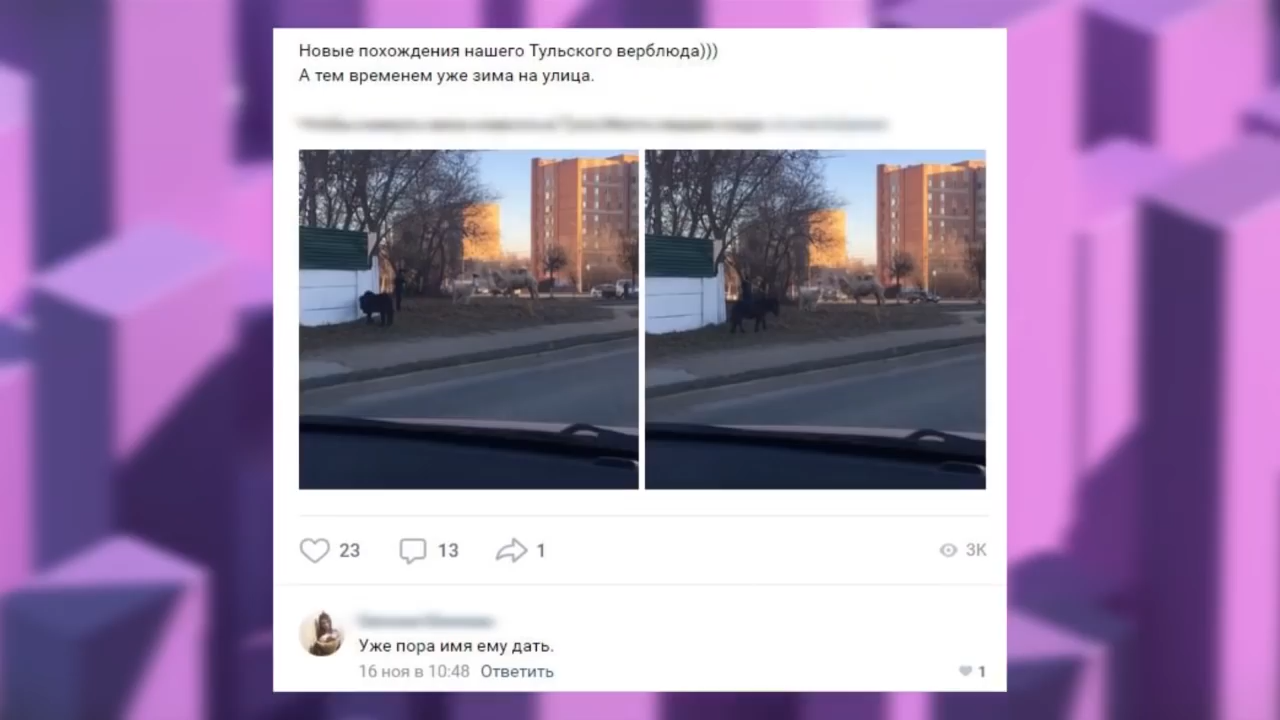 Новые похождения нашего Тульского верблюда)))
А тем временем уже зима на улица.
23
13
1
3K
Уже пора имя ему дать.
16 ноя в 10:48 Ответить
1